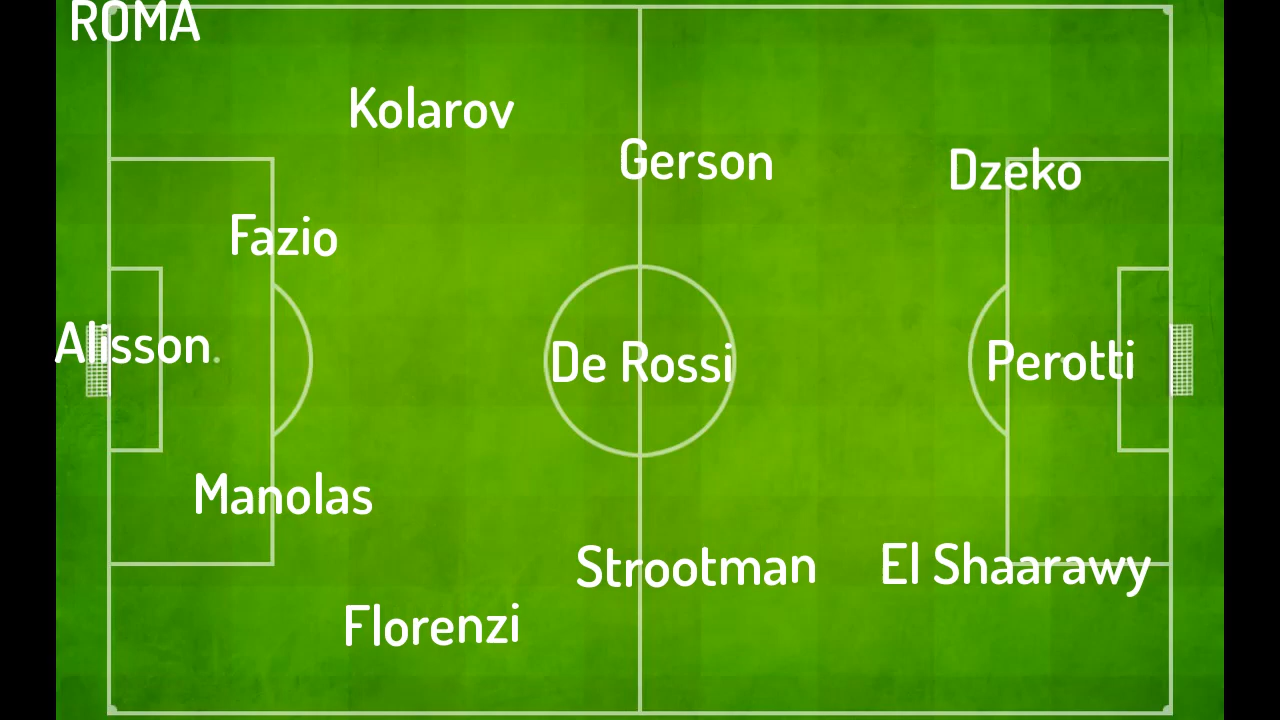 ROMA
Kolarov
Gerson
Dzeko
Fazio
Alisson.
De Rossi
Perotti
Manolas
Strootman
El Shaarawy
Florenzi